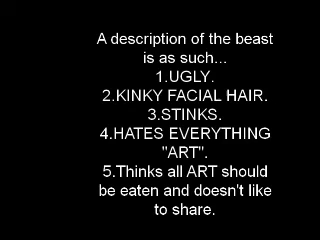 A description of the beast
is as such...
1.UGLY.
2.KINKY FACIAL HAIR.
3.STINKS.
4.HATES EVERYTHING
"ART".
5.Thinks all ART should
be eaten and doesn't like
to share.